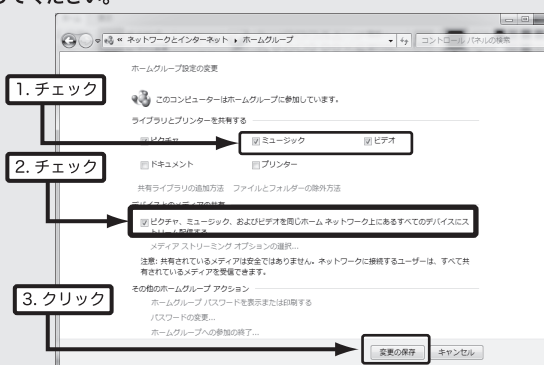 てください。
« ネットワークとインターネット ▸ ホームグループ
コントロール パネルの検索
ホームグループ設定の変更
1. チェック
このコンピューターはホームグループに参加しています。
ライブラリとプリンターを共有する
ピクチャ ミュージック ビデオ
2. チェック
ドキュメント プリンター
共有ライブラリの追加方法 ファイルとフォルダーの除外方法
デバイスとのメディアの共有
ピクチャ、ミュージック、およびビデオを同じホーム ネットワーク上にあるすべてのデバイスにス
トリーム配信する
メディア ストリーミング オプションの選択...
注意: 共有されているメディアは安全ではありません。ネットワークに接続するユーザーは、すべて共
有されているメディアを受信できます。
3. クリック
その他のホームグループ アクション
ホームグループ パスワードを表示または印刷する
パスワードの変更...
ホームグループへの参加の終了...
変更の保存 キャンセル